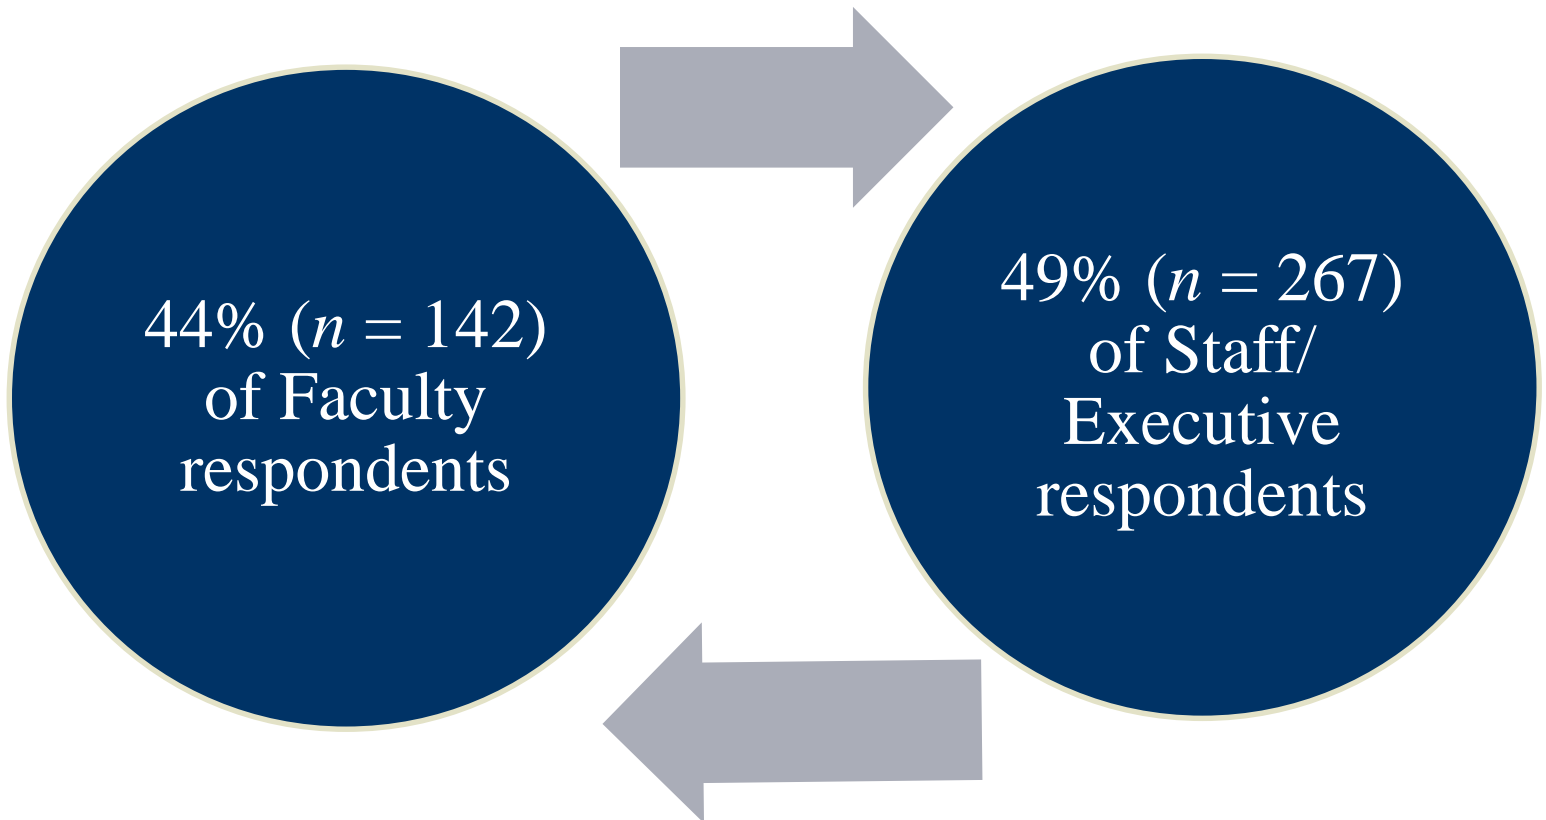 44% (n = 142)
of Faculty
respondents
49% (n = 267)
of Staff/
Executive
respondents